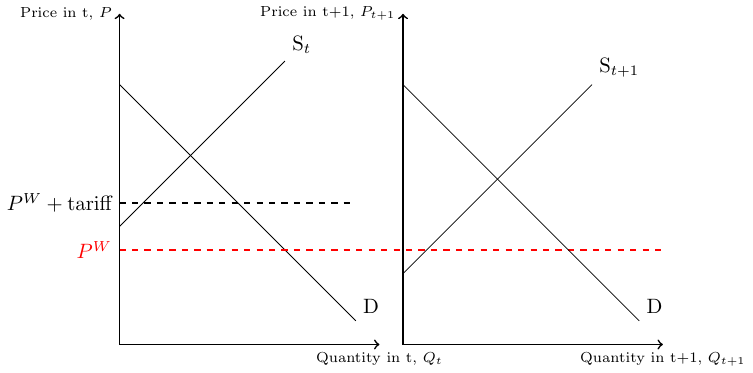 Price in t, P
Price in t+1, P_{t+1}
S_t
S_{t+1}
P^W + tariff
P^W
D
D
Quantity in t, Q_t
Quantity in t+1, Q_{t+1}